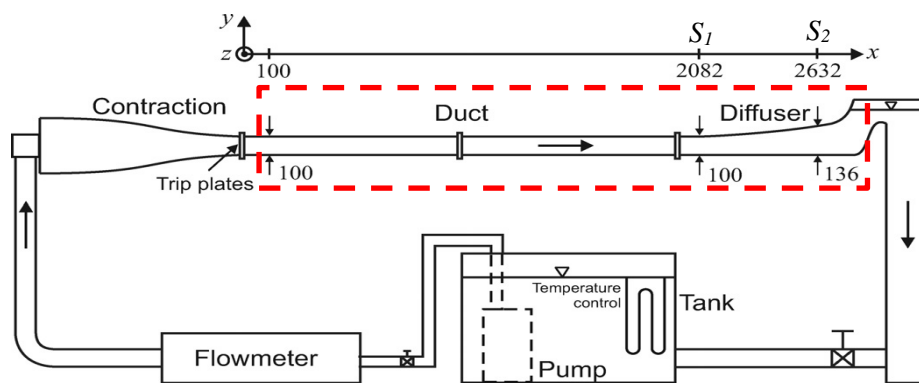 y
S1 S2
z x
100 2082 2632
Contraction Duct Diffuser
Trip plates 100 100 136
Temperature
control
Tank
Flowmeter
Pump